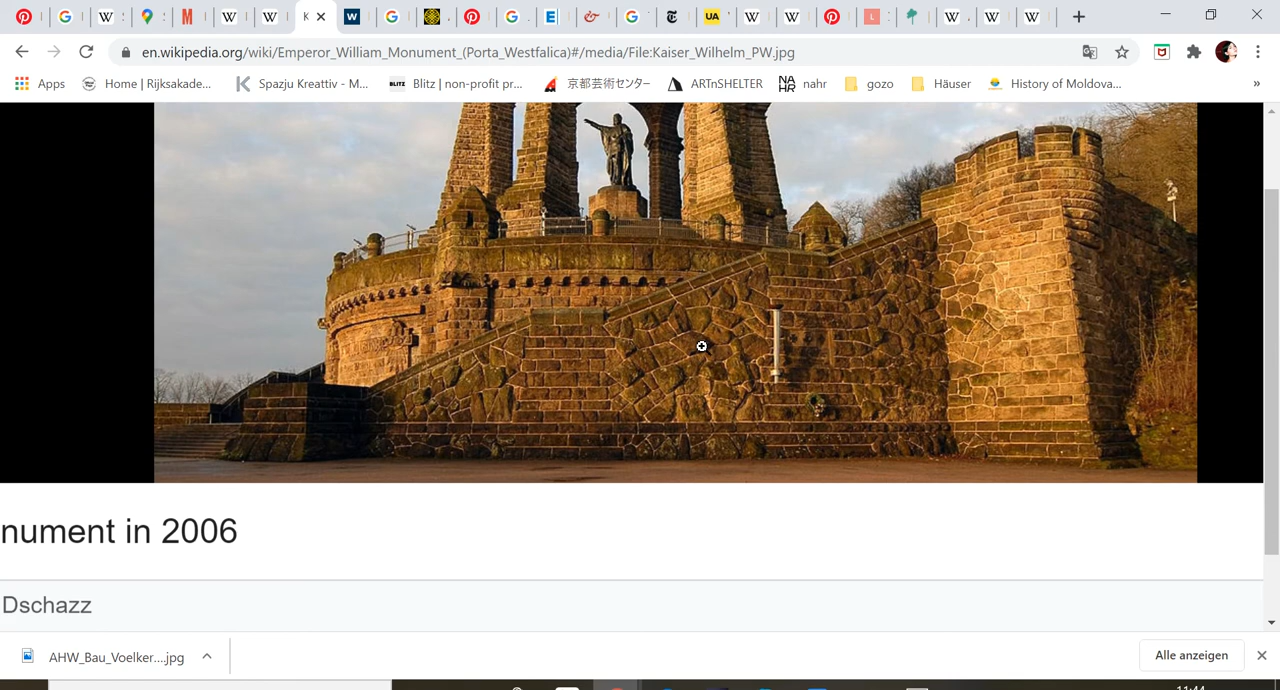 en.wikipedia.org/wiki/Emperor_William_Monument_(Porta_Westfalica)#/media/File:Kaiser_Wilhelm_PW.jpg
Apps Home | Rijksakade... Spazju Kreattiv - M... BLITZ Blitz | non-profit pr... 京都芸術センター ARTnSHELTER NAHR nahr gozo Häuser History of Moldova... »
nument in 2006
Dschazz
AHW_Bau_Voelker....jpg Alle anzeigen